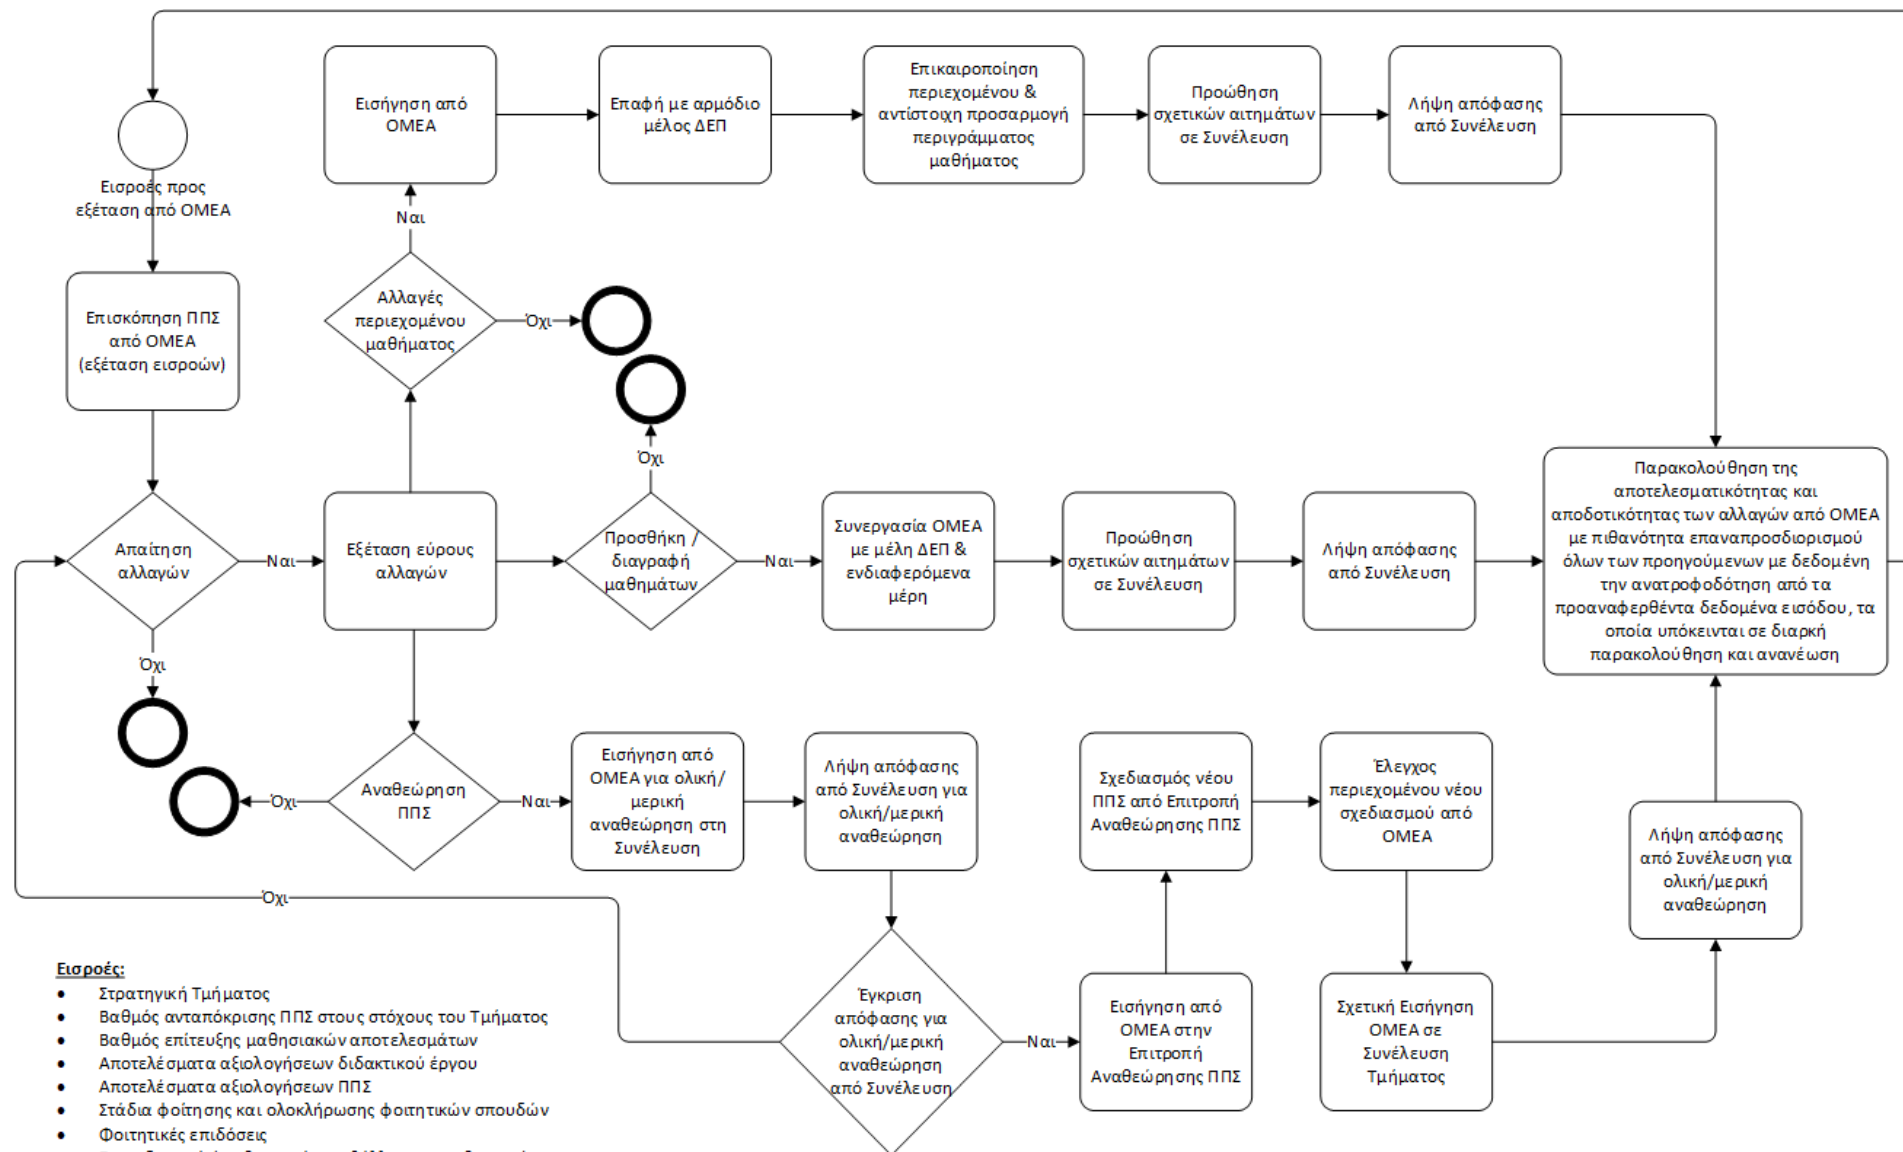 Εισήγηση από
ΟΜΕΑ
Επαφή με αρμόδιο
μέλος ΔΕΠ
Επικαιροποίηση
περιεχομένου &
αντίστοιχη προσαρμογή
περιγράμματος
μαθήματος
Προώθηση
σχετικών αιτημάτων
σε Συνέλευση
Λήψη απόφασης
από Συνέλευση
Εισροές προς
εξέταση από ΟΜΕΑ
Ναι
Επισκόπηση ΠΠΣ
από ΟΜΕΑ
(εξέταση εισροών)
Αλλαγές
περιεχομένου
μαθήματος
Όχι
Όχι
Απαίτηση
αλλαγών
Ναι
Εξέταση εύρους
αλλαγών
Προσθήκη /
διαγραφή
μαθημάτων
Ναι
Συνεργασία ΟΜΕΑ
με μέλη ΔΕΠ &
ενδιαφερόμενα
μέρη
Προώθηση
σχετικών αιτημάτων
σε Συνέλευση
Λήψη απόφασης
από Συνέλευση
Παρακολούθηση της
αποτελεσματικότητας και
αποδοτικότητας των αλλαγών από ΟΜΕΑ
με πιθανότητα επαναπροσδιορισμού
όλων των προηγούμενων με δεδομένη
την ανατροφοδότηση από τα
προαναφερθέντα δεδομένα εισόδου, τα
οποία υπόκεινται σε διαρκή
παρακολούθηση και ανανέωση
Όχι
Όχι
Αναθεώρηση
ΠΠΣ
Ναι
Εισήγηση από
ΟΜΕΑ για ολική/
μερική
αναθεώρηση στη
Συνέλευση
Λήψη απόφασης
από Συνέλευση για
ολική/μερική
αναθεώρηση
Σχεδιασμός νέου
ΠΠΣ από Επιτροπή
Αναθεώρησης ΠΠΣ
Έλεγχος
περιεχομένου νέου
σχεδιασμού από
ΟΜΕΑ
Λήψη απόφασης
από Συνέλευση για
ολική/μερική
αναθεώρηση
Όχι
Έγκριση
απόφασης για
ολική/μερική
αναθεώρηση
από Συνέλευση
Ναι
Εισήγηση από
ΟΜΕΑ στην
Επιτροπή
Αναθεώρησης ΠΠΣ
Σχετική Εισήγηση
ΟΜΕΑ σε
Συνέλευση
Τμήματος
Εισροές:
• Στρατηγική Τμήματος
• Βαθμός ανταπόκρισης ΠΠΣ στους στόχους του Τμήματος
• Βαθμός επίτευξης μαθησιακών αποτελεσμάτων
• Αποτελέσματα αξιολογήσεων διδακτικού έργου
• Αποτελέσματα αξιολογήσεων ΠΠΣ
• Στάδια φοίτησης και ολοκλήρωσης φοιτητικών σπουδών
• Φοιτητικές επιδόσεις